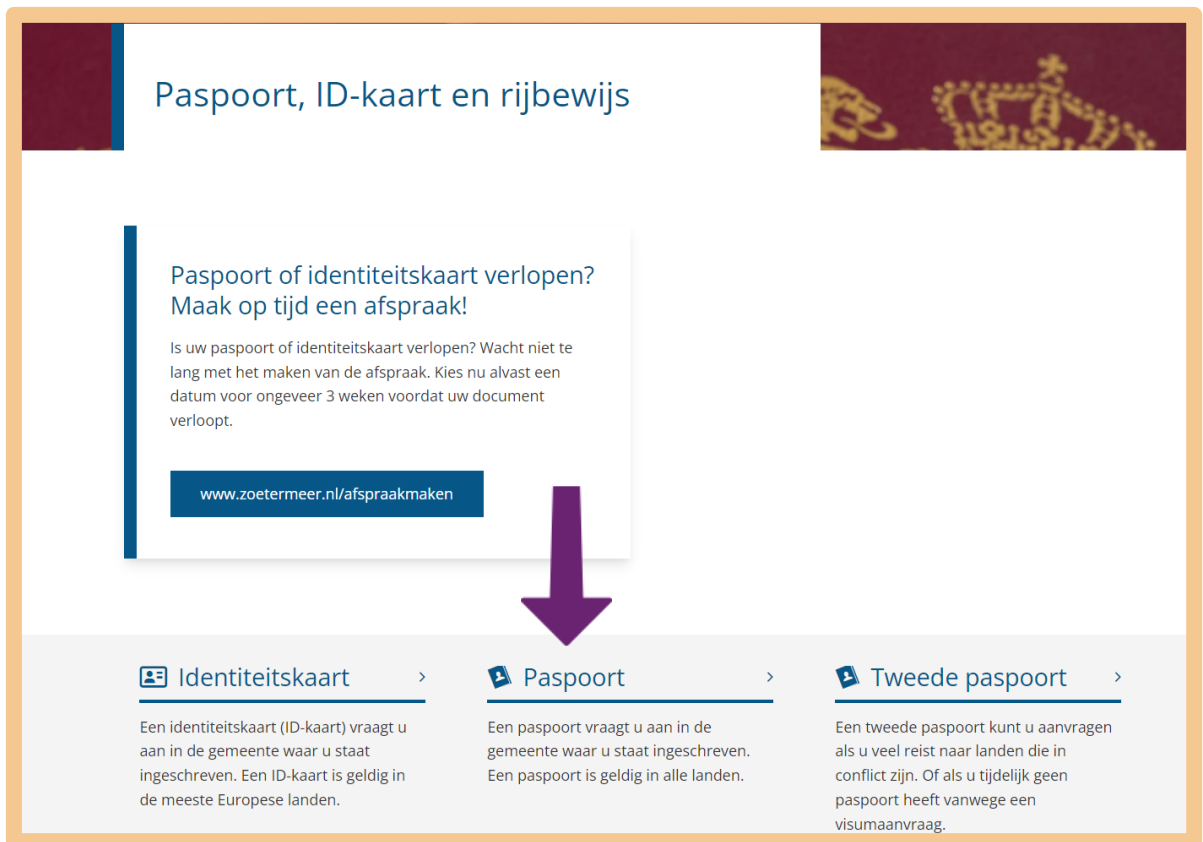 Paspoort, ID-kaart en rijbewijs
Paspoort of identiteitskaart verlopen?
Maak op tijd een afspraak!
Is uw paspoort of identiteitskaart verlopen? Wacht niet te
lang met het maken van de afspraak. Kies nu alvast een
datum voor ongeveer 3 weken voordat uw document
verloopt.
www.zoetermeer.nl/afspraakmaken
Identiteitskaart
Een identiteitskaart (ID-kaart) vraagt u
aan in de gemeente waar u staat
ingeschreven. Een ID-kaart is geldig in
de meeste Europese landen.
Paspoort
Een paspoort vraagt u aan in de
gemeente waar u staat ingeschreven.
Een paspoort is geldig in alle landen.
Tweede paspoort
Een tweede paspoort kunt u aanvragen
als u veel reist naar landen die in
conflict zijn. Of als u tijdelijk geen
paspoort heeft vanwege een
visumaanvraag.